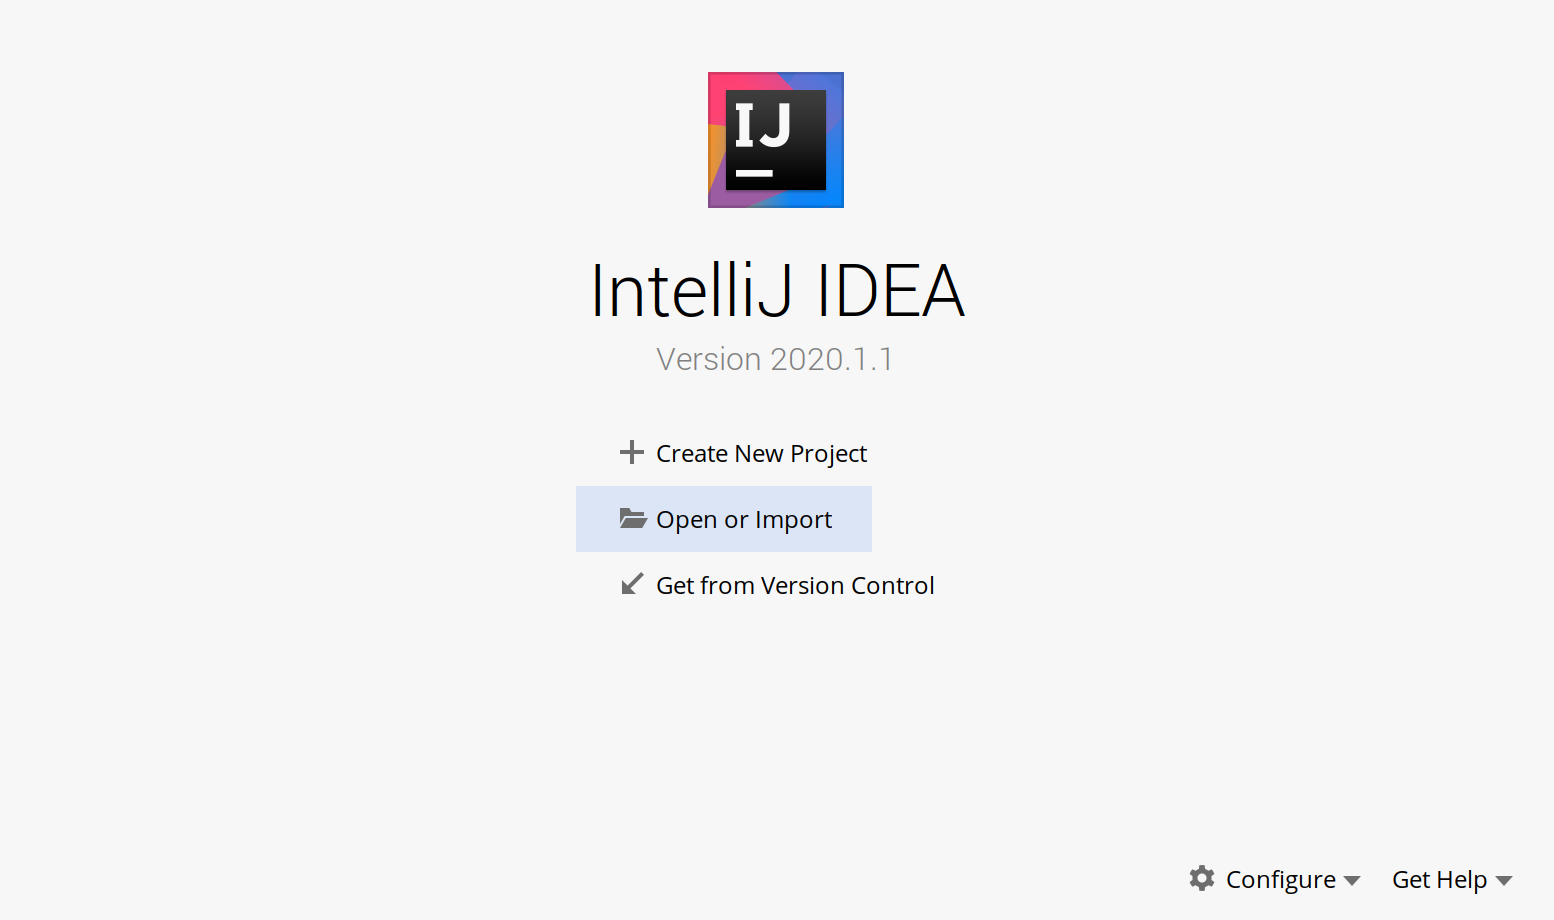 IJ
IntelliJ IDEA
Version 2020.1.1
Create New Project
Open or Import
Get from Version Control
Configure
Get Help